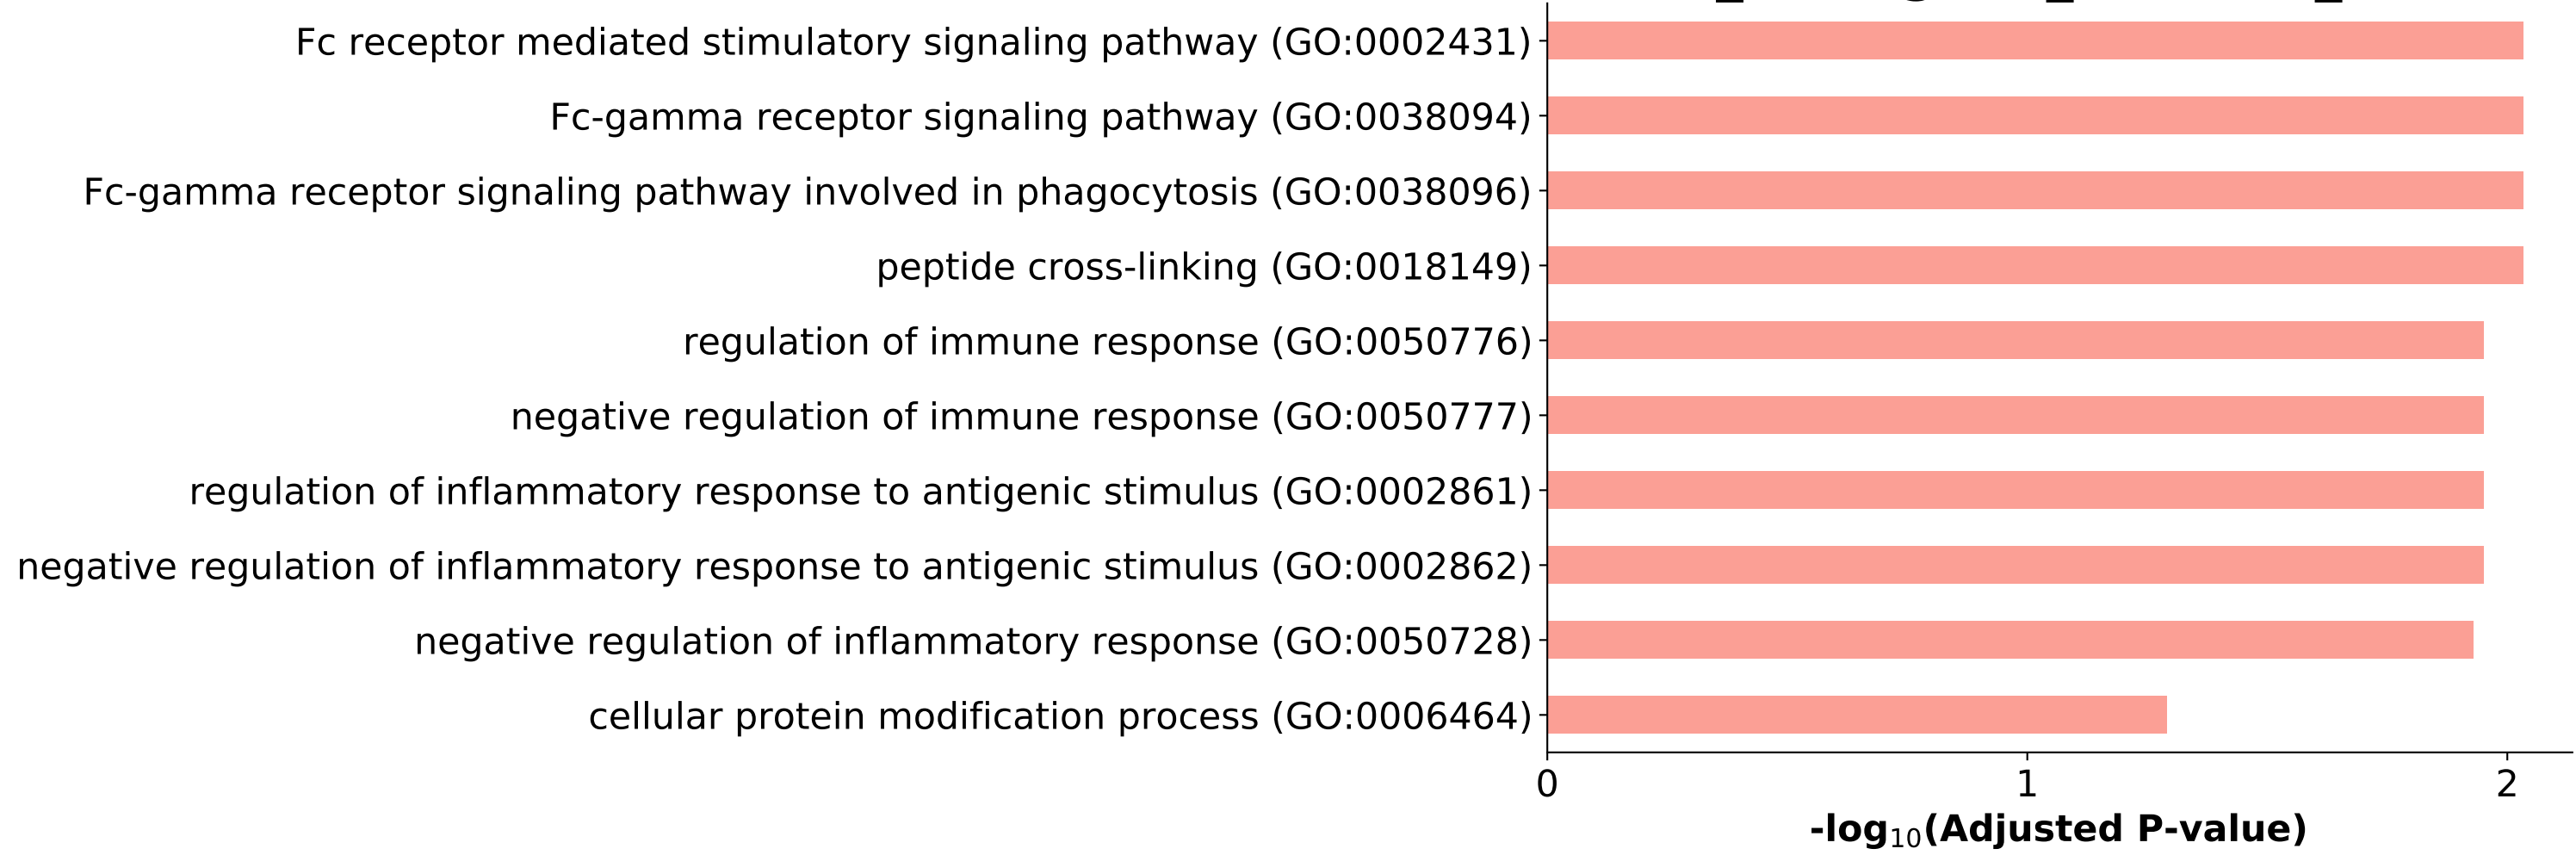 Fc receptor mediated stimulatory signaling pathway (GO:0002431)
Fc-gamma receptor signaling pathway (GO:0038094)
Fc-gamma receptor signaling pathway involved in phagocytosis (GO:0038096)
peptide cross-linking (GO:0018149)
regulation of immune response (GO:0050776)
negative regulation of immune response (GO:0050777)
regulation of inflammatory response to antigenic stimulus (GO:0002861)
negative regulation of inflammatory response to antigenic stimulus (GO:0002862)
negative regulation of inflammatory response (GO:0050728)
cellular protein modification process (GO:0006464)
0 1 2
-log₁₀(Adjusted P-value)